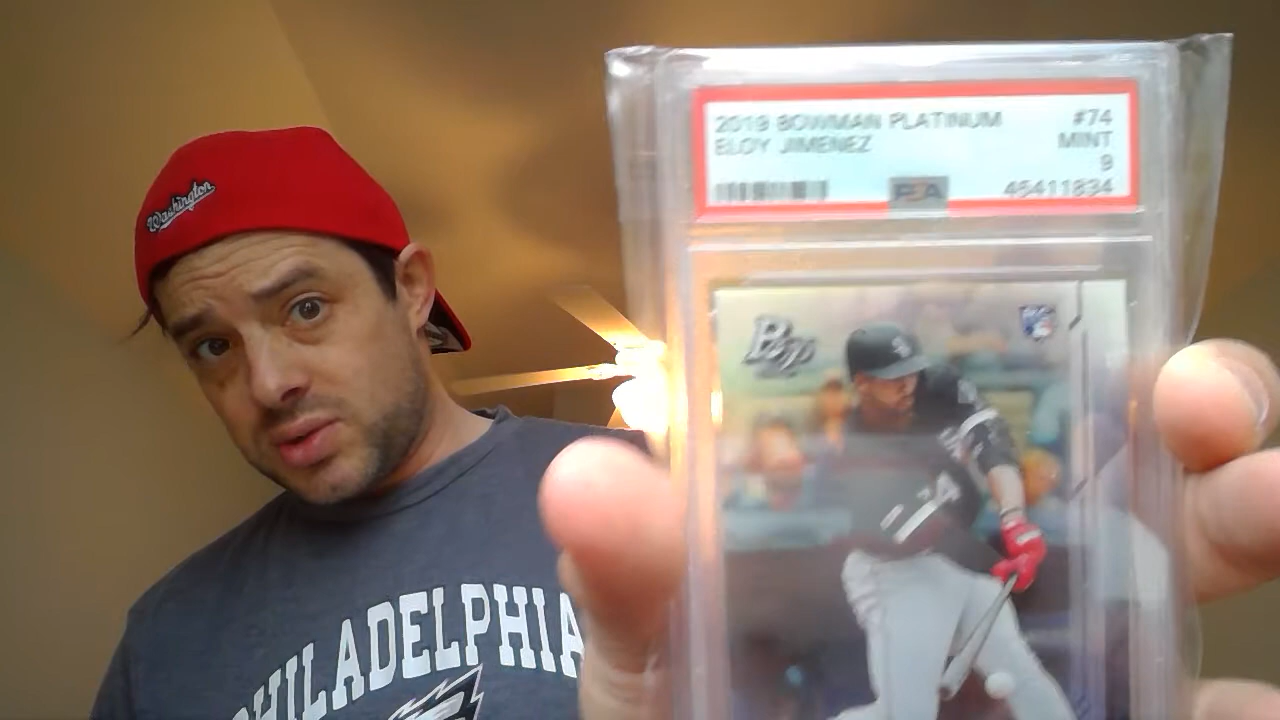 Washington
2019 BOWMAN PLATINUM #74
ELOY JIMENEZ MINT
9
PSA 45411834
PHILADELPHIA